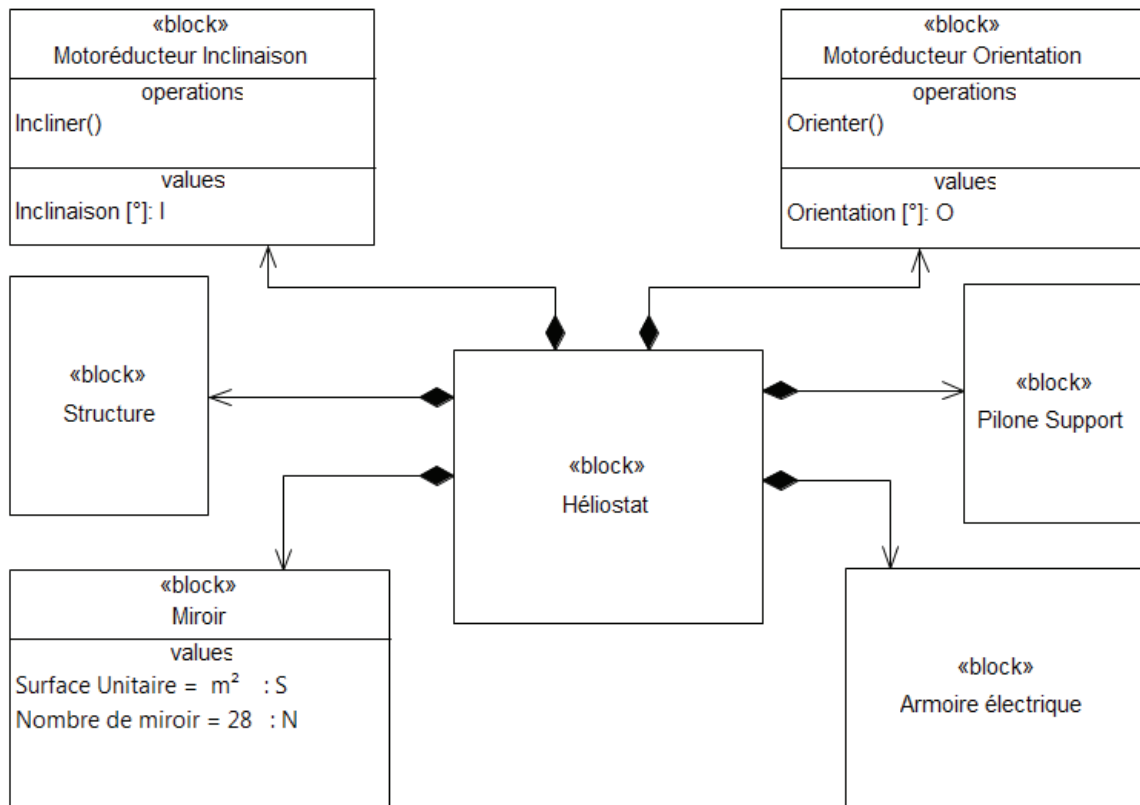 «block»
Motoréducteur Inclinaison
operations
Incliner()
values
Inclinaison [°]: I
«block»
Motoréducteur Orientation
operations
Orienter()
values
Orientation [°]: O
«block»
Structure
«block»
Héliostat
«block»
Pilone Support
«block»
Miroir
values
Surface Unitaire = m² : S
Nombre de miroir = 28 : N
«block»
Armoire électrique